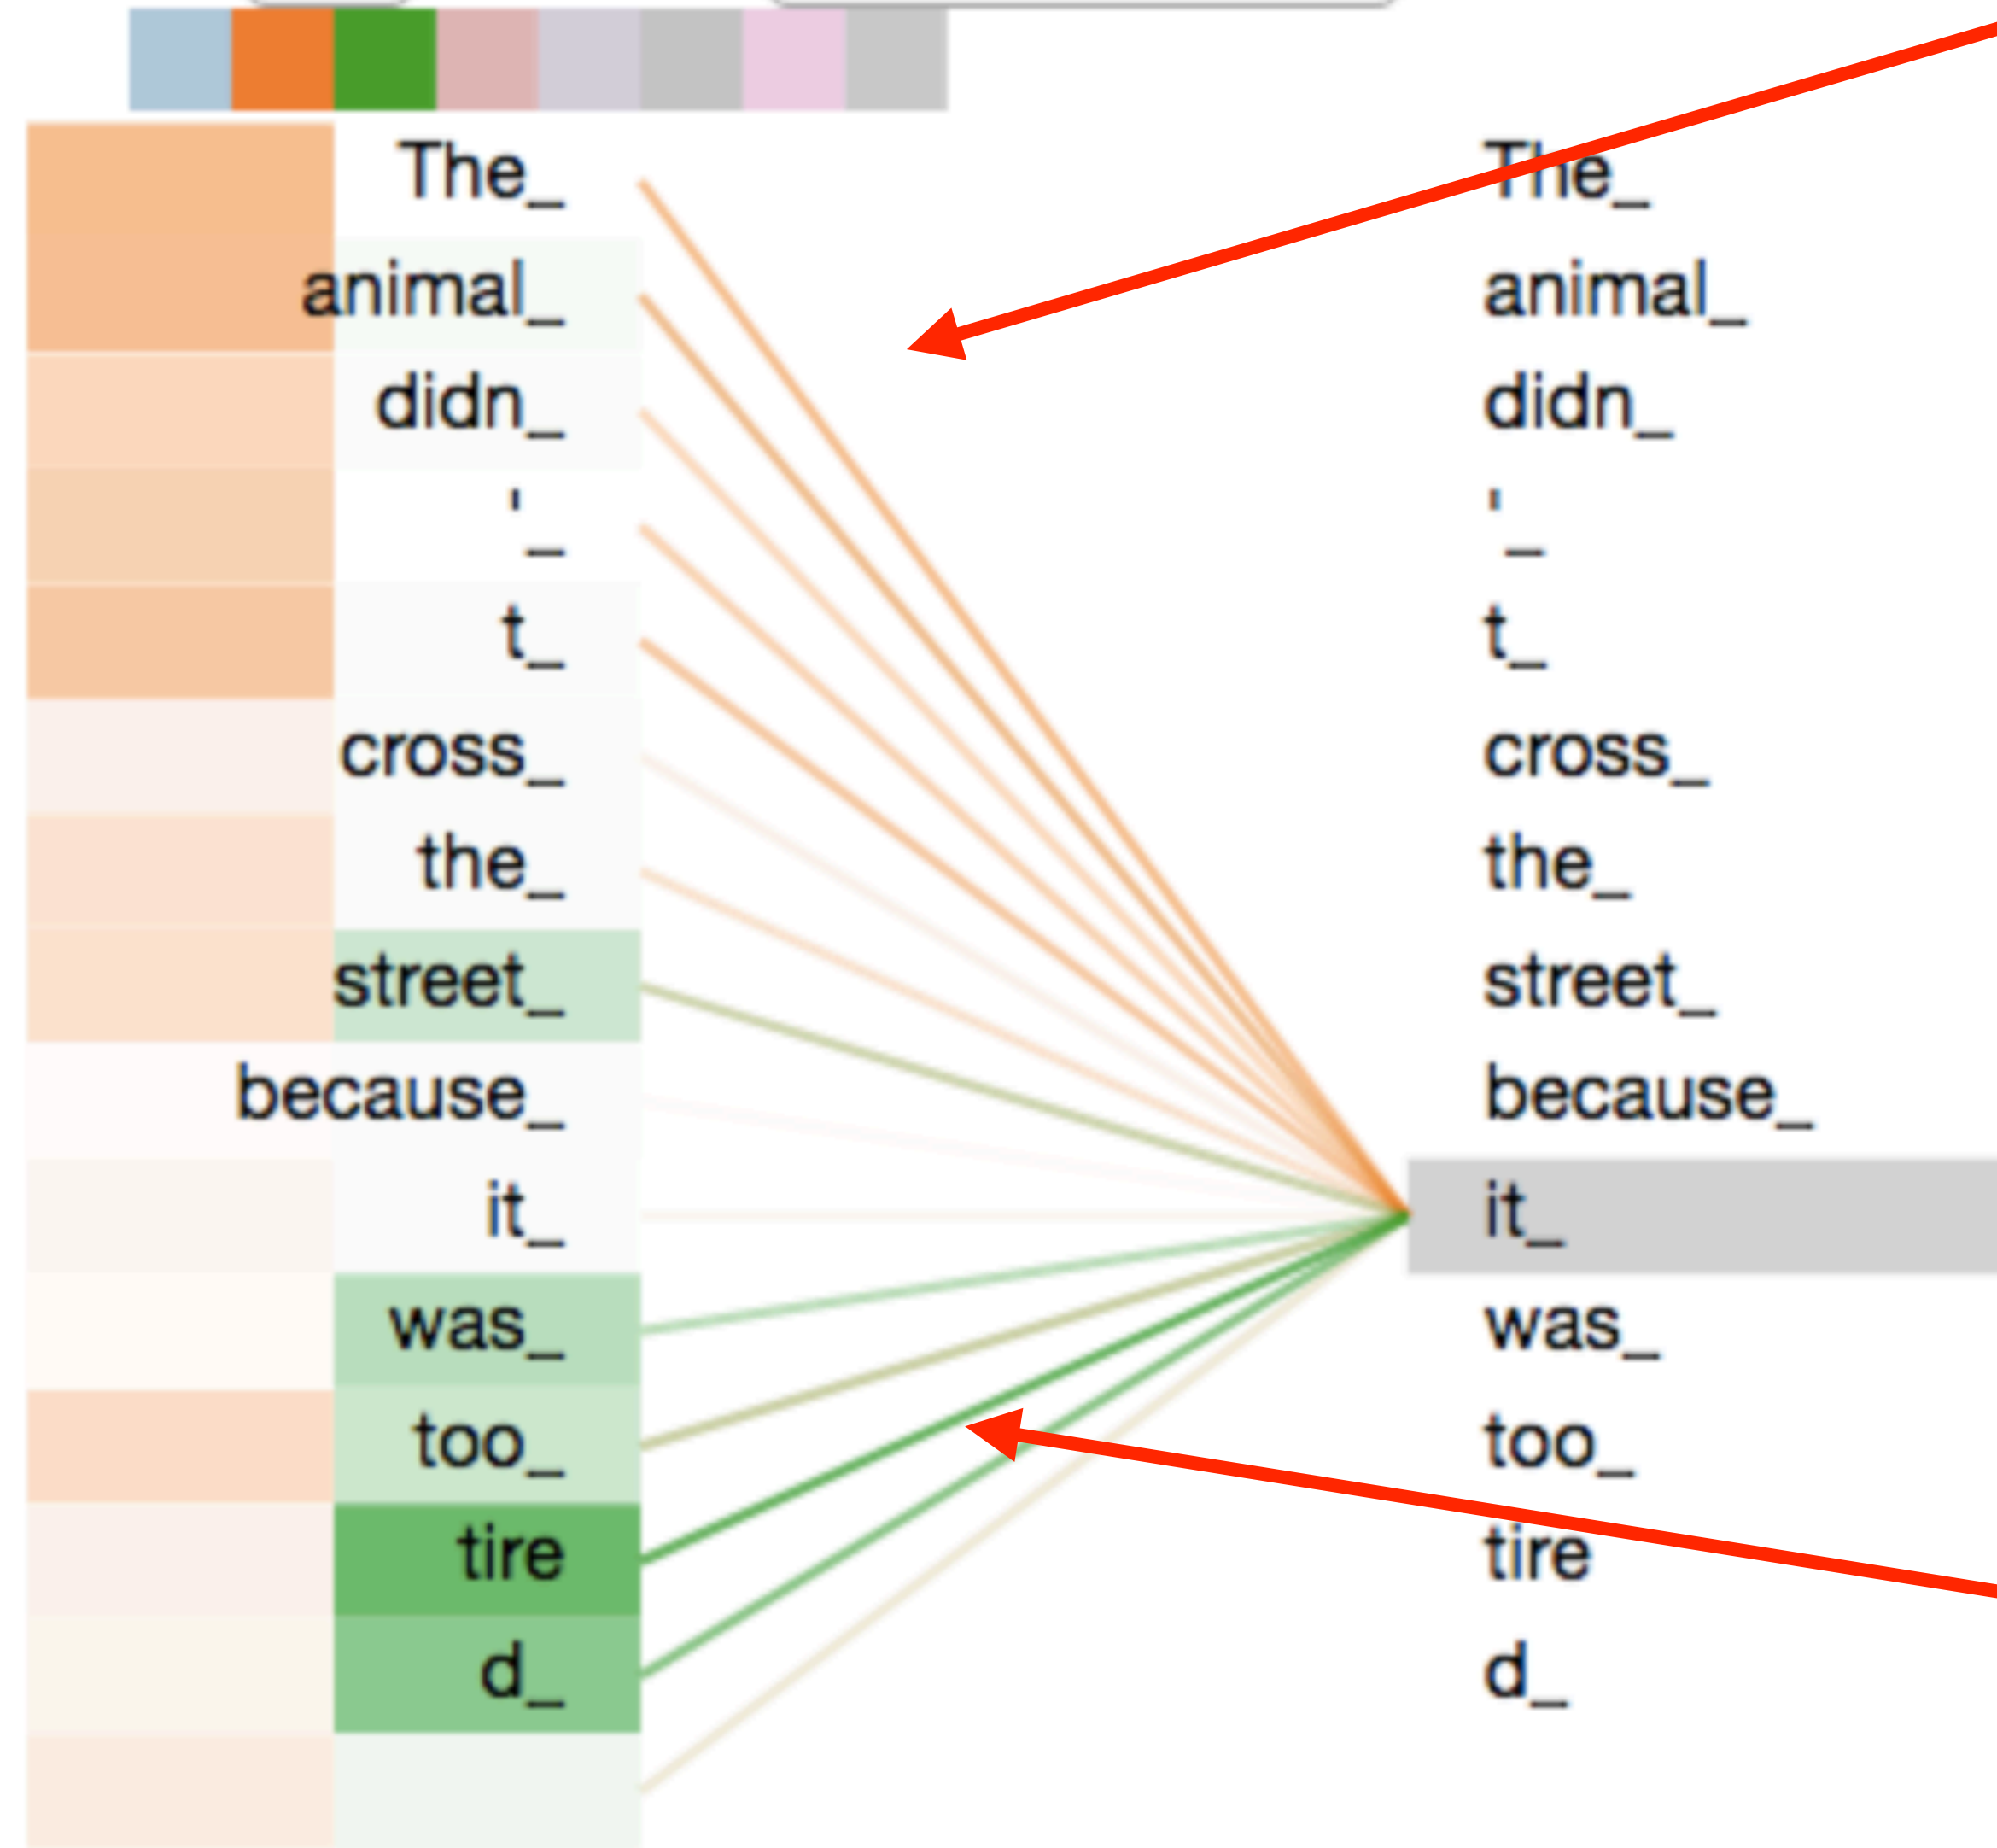 The_ The_
animal_ animal_
didn_ didn_
'_ '_
t_ t_
cross_ cross_
the_ the_
street_ street_
because_ because_
it_ it_
was_ was_
too_ too_
tire tire
d_ d_